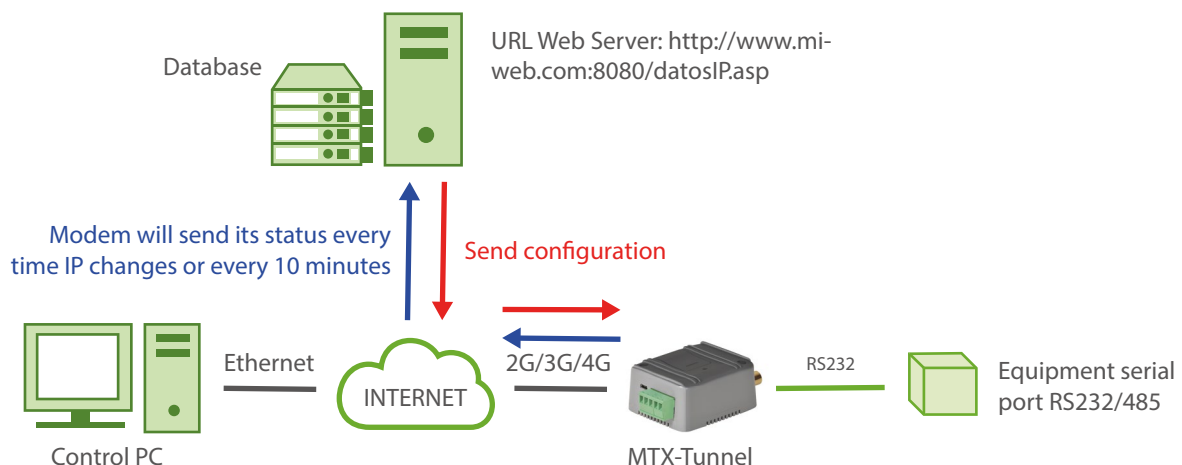 URL Web Server: http://www.mi-
web.com:8080/datosIP.asp
Database
Modem will send its status every
time IP changes or every 10 minutes
Send configuration
Ethernet
INTERNET
2G/3G/4G
RS232
Equipment serial
port RS232/485
Control PC
MTX-Tunnel